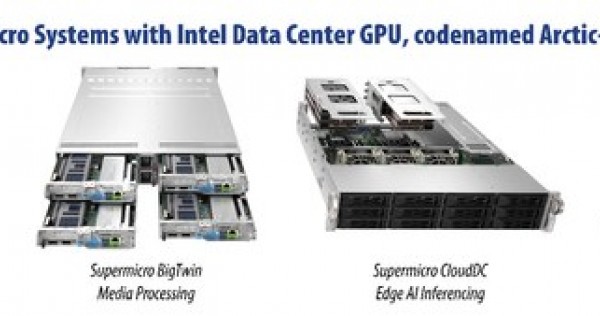 cro Systems with Intel Data Center GPU, codenamed Arctic-
Supermicro BigTwin
Media Processing
Supermicro CloudDC
Edge AI Inferencing